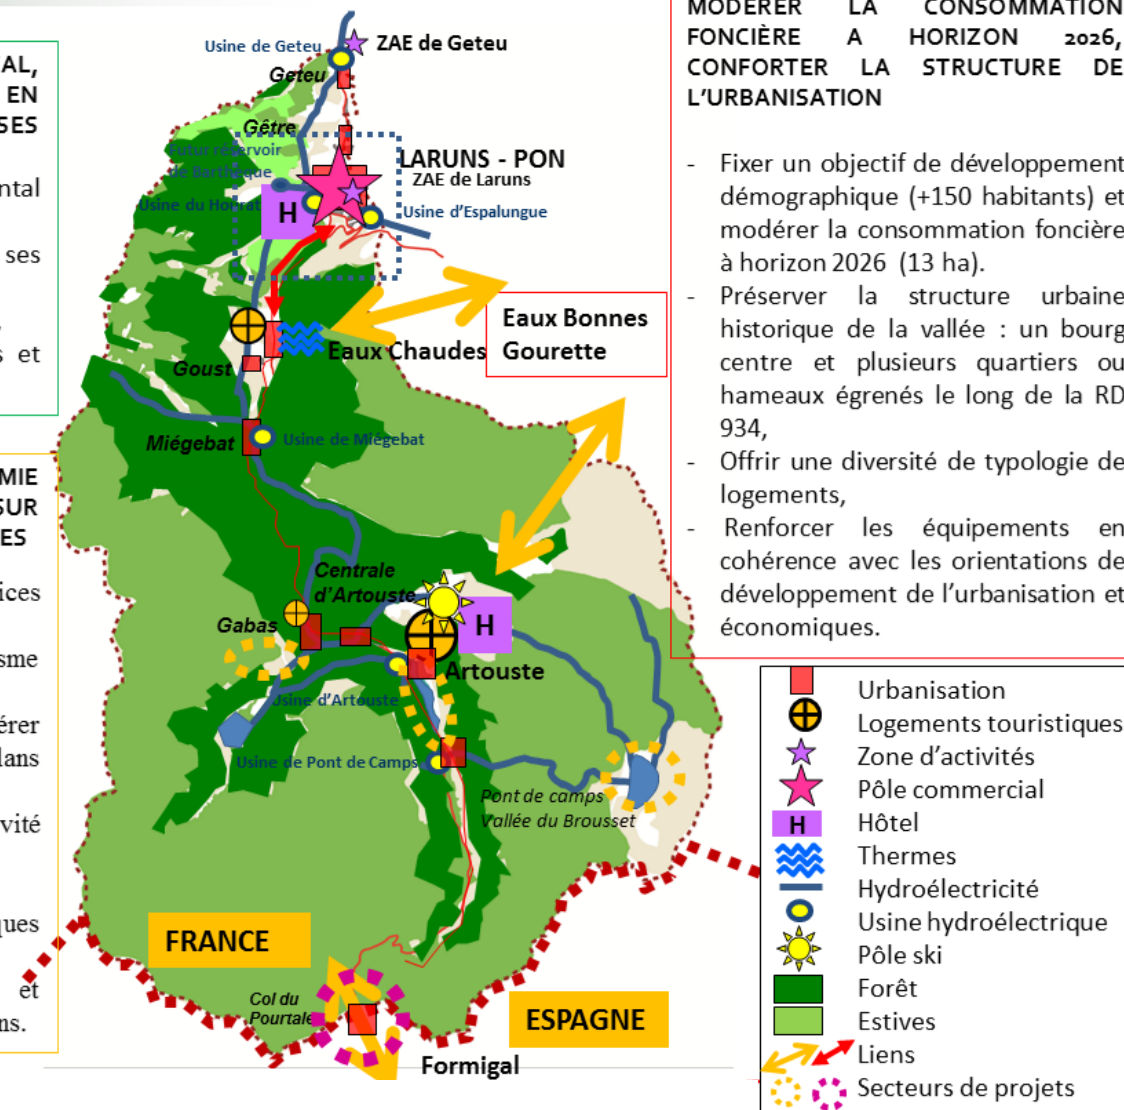 MODÉRER LA CONSOMMATION
FONCIÈRE A HORIZON 2026,
CONFORTER LA STRUCTURE DE
L'URBANISATION
- Fixer un objectif de développement
démographique (+150 habitants) et
modérer la consommation foncière
à horizon 2026 (13 ha).
- Préserver la structure urbaine
historique de la vallée : un bourg
centre et plusieurs quartiers ou
hameaux égrenés le long de la RD
934,
- Offrir une diversité de typologie de
logements,
- Renforcer les équipements en
cohérence avec les orientations de
développement de l'urbanisation et
économiques.
AL,
EN
SES
ntal
ses
s et
MIE
SUR
ES
ices
sme
érer
dans
vité
ques
et
ns.
Usine de Geteu
ZAE de Geteu
Geteu
Gêtre
Futur réservoir
de Barthèque
LARUNS - PON
ZAE de Laruns
Usine du Hourat
H
Usine d'Espalungue
Eaux Bonnes
Gourette
Eaux Chaudes
Goust
Miégebat
Usine de Miégebat
Centrale
d'Artouste
Gabas
H
Artouste
Usine d'Artouste
Usine de Pont de Camps
Pont de camps
Vallée du Brousset
FRANCE
Col du
Pourtalet
ESPAGNE
Formigal
Urbanisation
Logements touristiques
Zone d'activités
Pôle commercial
H
Hôtel
Thermes
Hydroélectricité
Usine hydroélectrique
Pôle ski
Forêt
Estives
Liens
Secteurs de projets